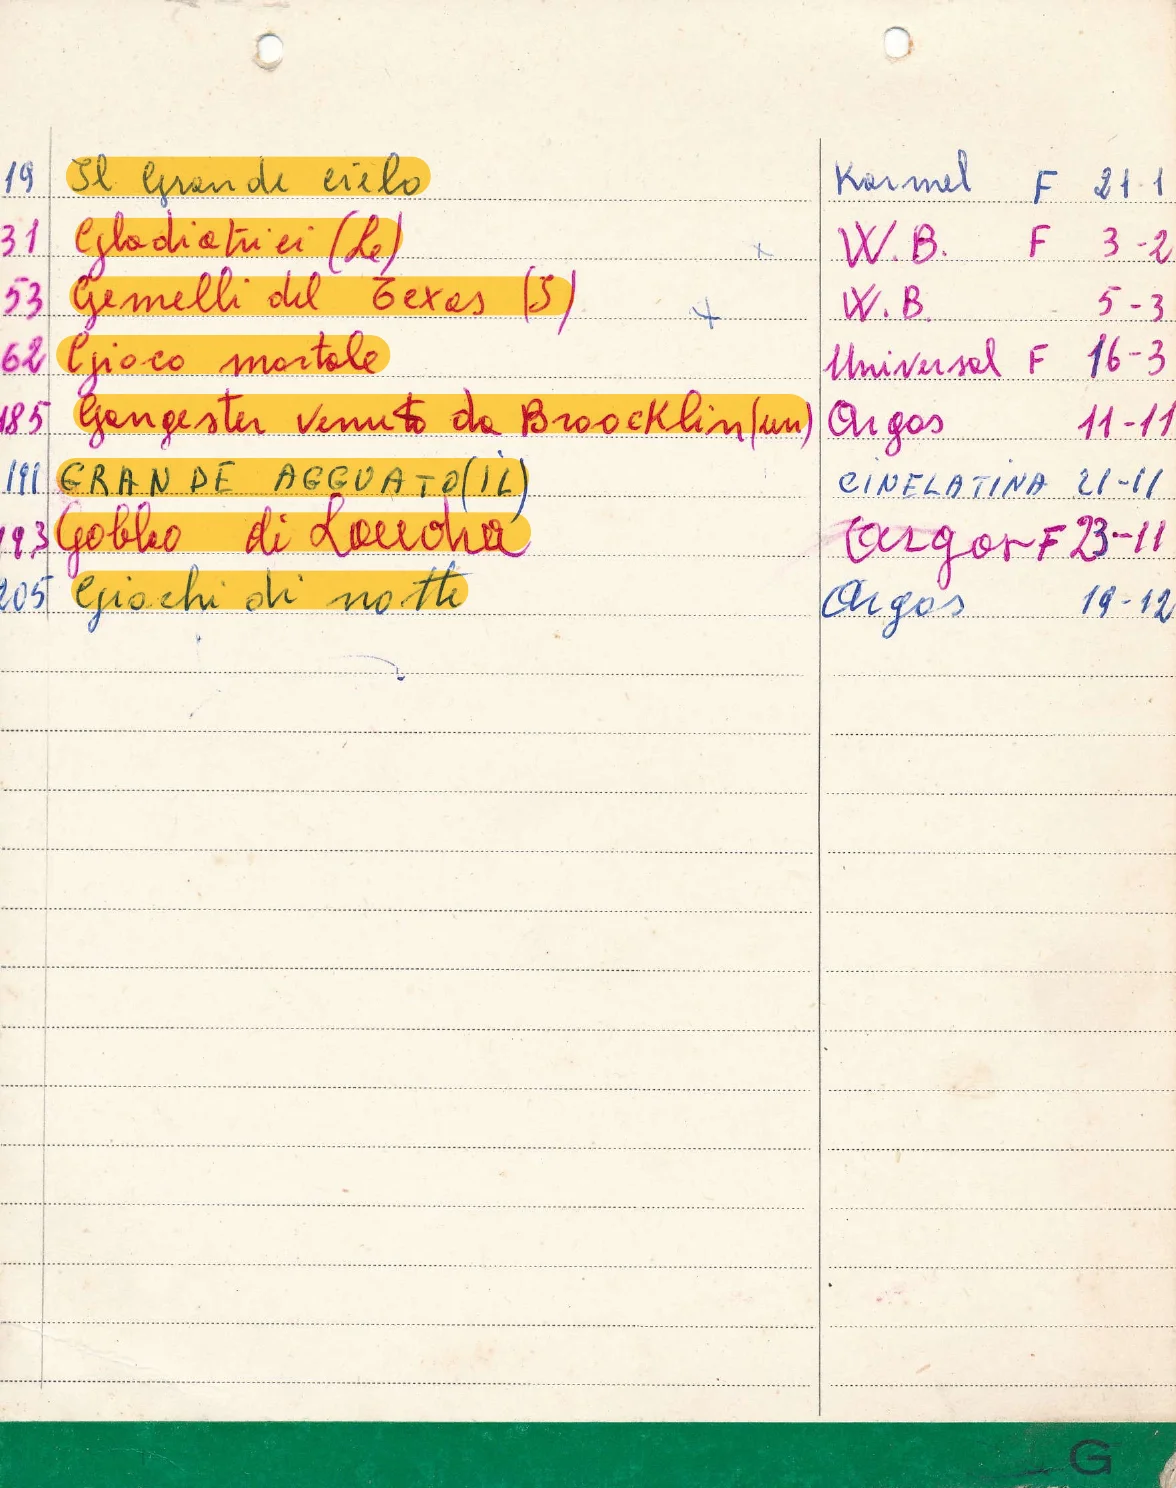 19 Il Grande cielo Karmel F 21-1
31 Gladiatrici (Le) W.B. F 3-2
53 Gemelli del Texas (I) W.B. 5-3
62 Gioco mortale Universal F 16-3
185 Gangester venuto da Broocklin (un) Argos 11-11
191 GRANDE AGGUATO (IL) CINELATINA 21-11
193 Gobbo di Londra Argos F 23-11
205 Giochi di notte Argos 19-12
G